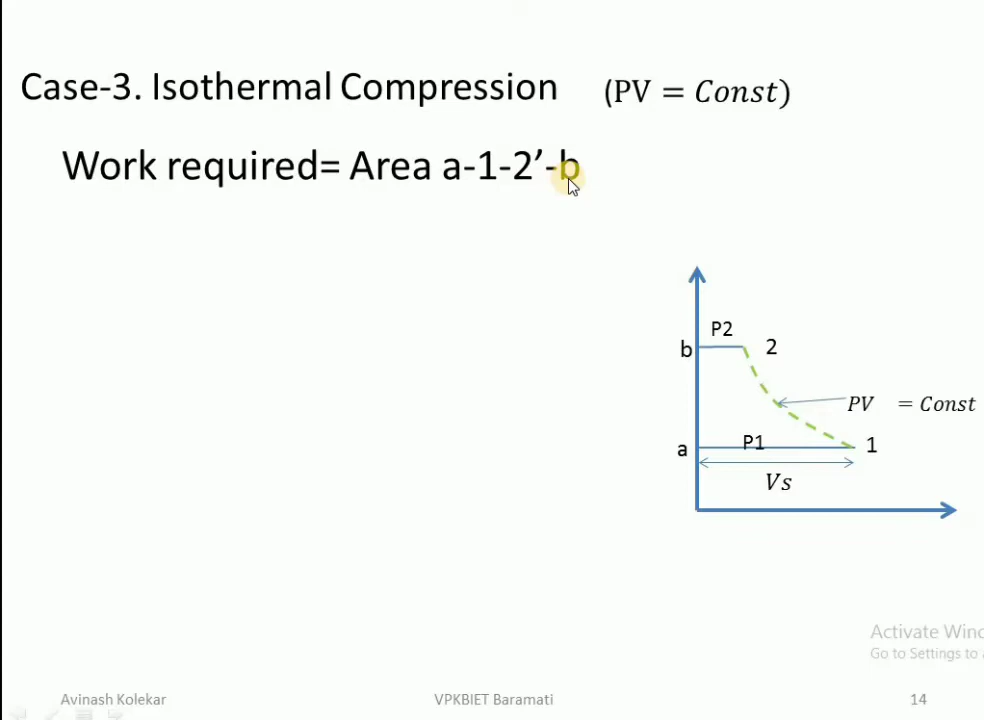 Case-3. Isothermal Compression (PV = Const)
Work required= Area a-1-2’-b
P2
b 2
PV = Const
a P1 1
Vs
Activate Wind
Go to Settings to a
Avinash Kolekar VPKBIET Baramati 14